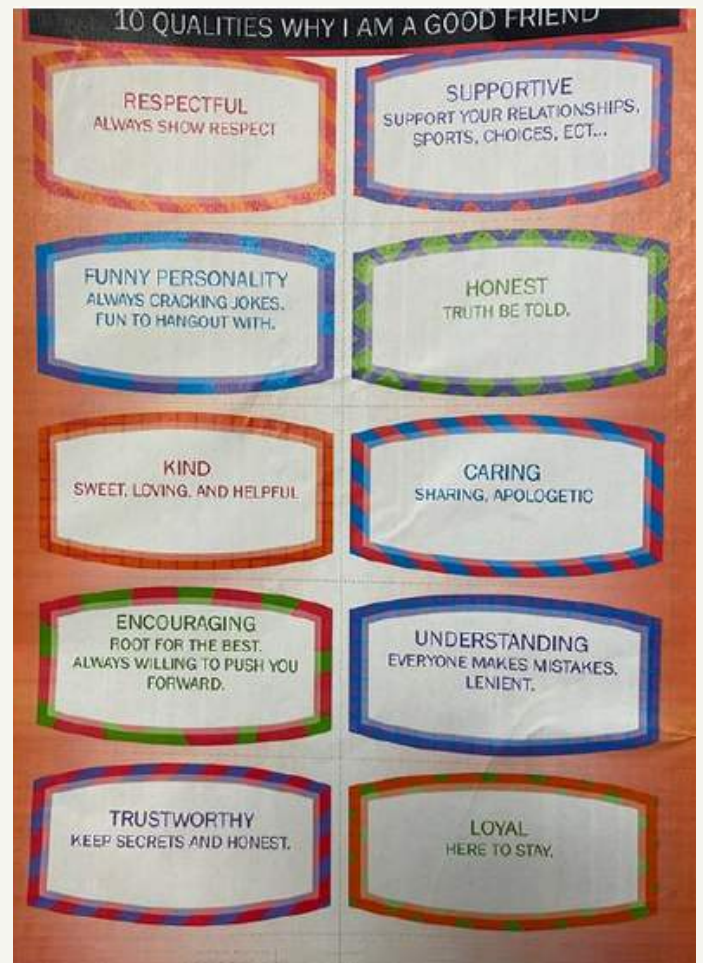 10 QUALITIES WHY I AM A GOOD FRIEND
RESPECTFUL
ALWAYS SHOW RESPECT
SUPPORTIVE
SUPPORT YOUR RELATIONSHIPS,
SPORTS, CHOICES, ECT...
FUNNY PERSONALITY
ALWAYS CRACKING JOKES.
FUN TO HANGOUT WITH.
HONEST
TRUTH BE TOLD.
KIND
SWEET, LOVING, AND HELPFUL
CARING
SHARING, APOLOGETIC
ENCOURAGING
ROOT FOR THE BEST.
ALWAYS WILLING TO PUSH YOU
FORWARD.
UNDERSTANDING
EVERYONE MAKES MISTAKES.
LENIENT.
TRUSTWORTHY
KEEP SECRETS AND HONEST.
LOYAL
HERE TO STAY.